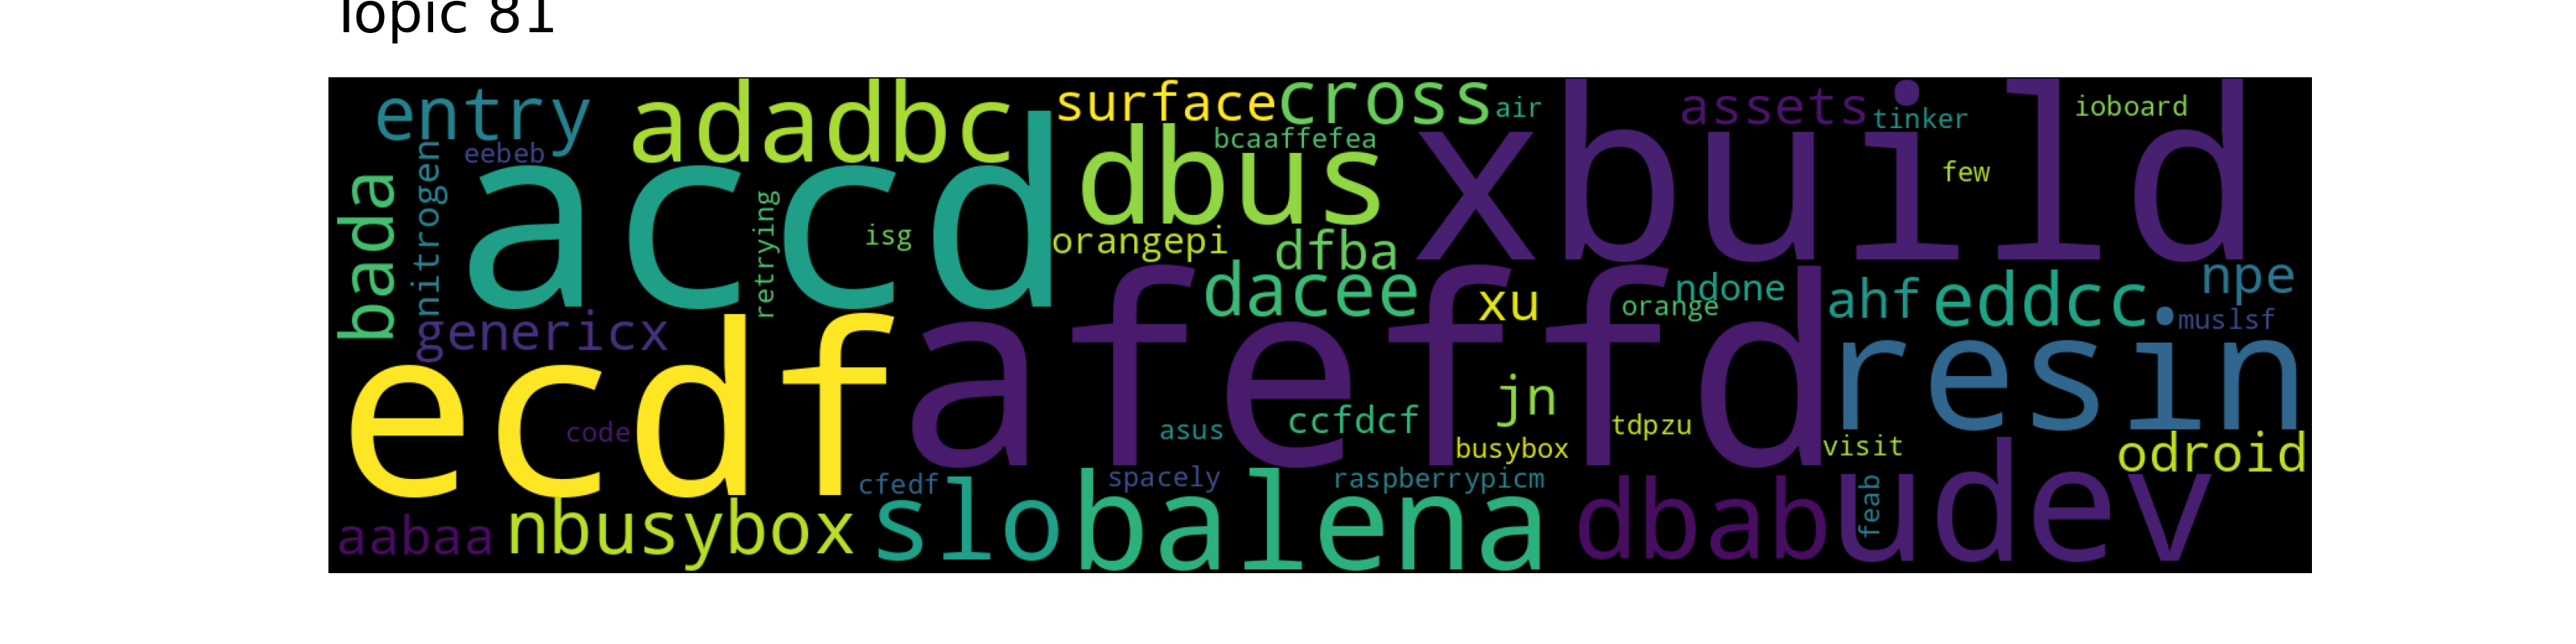 Topic 81
entry
adadbc
surface
cross
air
xbuild
assets
tinker
ioboard
eebeb
bcaaffefea
few
bada
nitrogen
accd
retrying
isg
dbus
orangepi
dfba
dacee
xu
ndone
orange
ahf
eddcc
npe
muslsf
genericx
ecdf
code
afeffd
asus
ccfdcf
jn
busybox
tdpzu
resin
visit
odroid
cfedf
spacely
raspberrypicm
aabaa
nbusybox
slo
balena
dbab
feab
udev